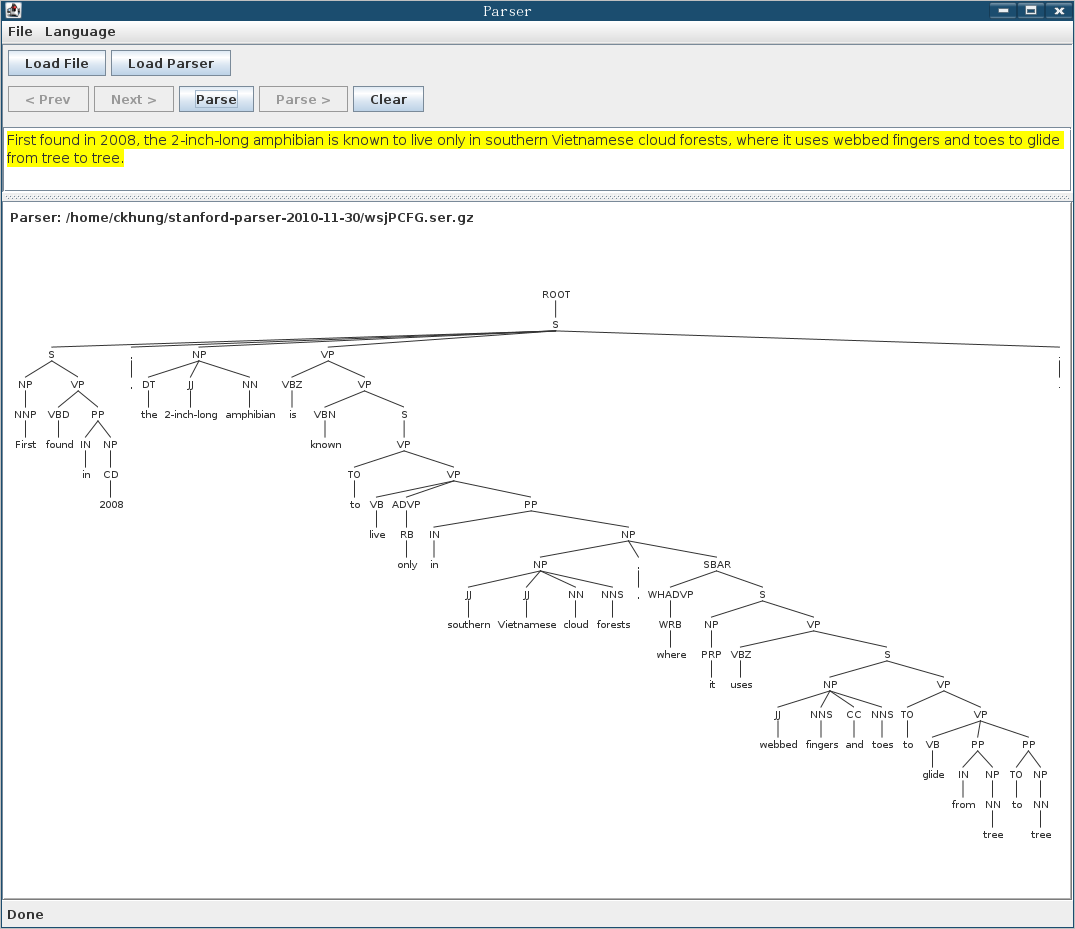 Parser
File Language
Load File Load Parser
< Prev Next > Parse Parse > Clear
First found in 2008, the 2-inch-long amphibian is known to live only in southern Vietnamese cloud forests, where it uses webbed fingers and toes to glide
from tree to tree.
Parser: /home/ckhung/stanford-parser-2010-11-30/wsjPCFG.ser.gz
ROOT
S
S , NP VP .
NP VP , DT JJ NN VBZ VP .
NNP VBD PP the 2-inch-long amphibian is VBN S
First found IN NP known VP
in CD TO VP
2008 to VB ADVP PP
live RB IN NP
only in NP , SBAR
JJ JJ NN NNS , WHADVP S
southern Vietnamese cloud forests WRB NP VP
where PRP VBZ S
it uses NP VP
JJ NNS CC NNS TO VP
webbed fingers and toes to VB PP PP
glide IN NP TO NP
from NN to NN
tree tree
Done